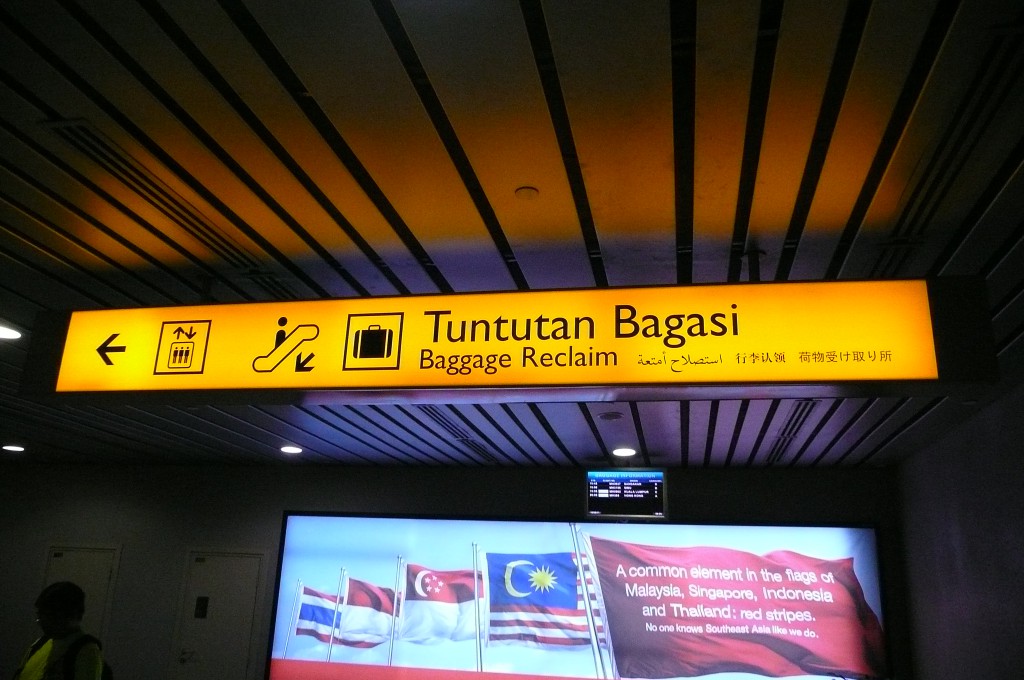 Tuntutan Bagasi
Baggage Reclaim استصلاح أمتعة 行李认领 荷物受け取り所
A common element in the flags of
Malaysia, Singapore, Indonesia
and Thailand: red stripes.
No one knows Southeast Asia like we do.